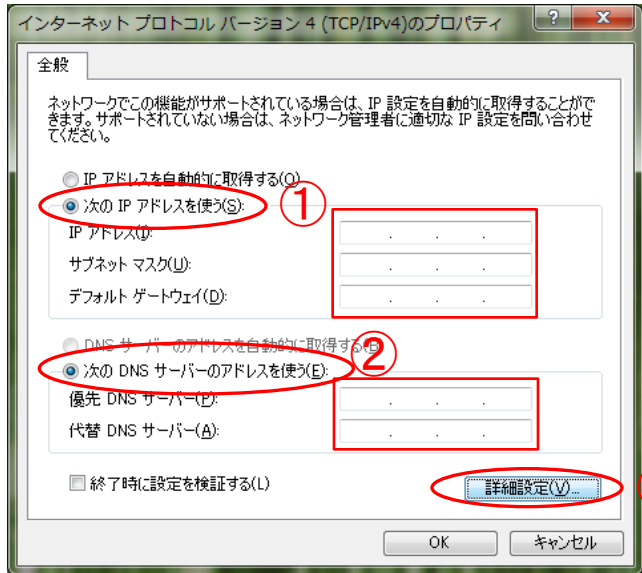 インターネット プロトコル バージョン 4 (TCP/IPv4)のプロパティ
全般
ネットワークでこの機能がサポートされている場合は、IP 設定を自動的に取得することがで
きます。サポートされていない場合は、ネットワーク管理者に適切な IP 設定を問い合わせ
てください。
IP アドレスを自動的に取得する(O)
次の IP アドレスを使う(S):
①
IP アドレス(I):
サブネット マスク(U):
デフォルト ゲートウェイ(D):
DNS サーバーのアドレスを自動的に取得する(B)
次の DNS サーバーのアドレスを使う(E):
②
優先 DNS サーバー(P):
代替 DNS サーバー(A):
終了時に設定を検証する(L)
詳細設定(V)...
OK
キャンセル